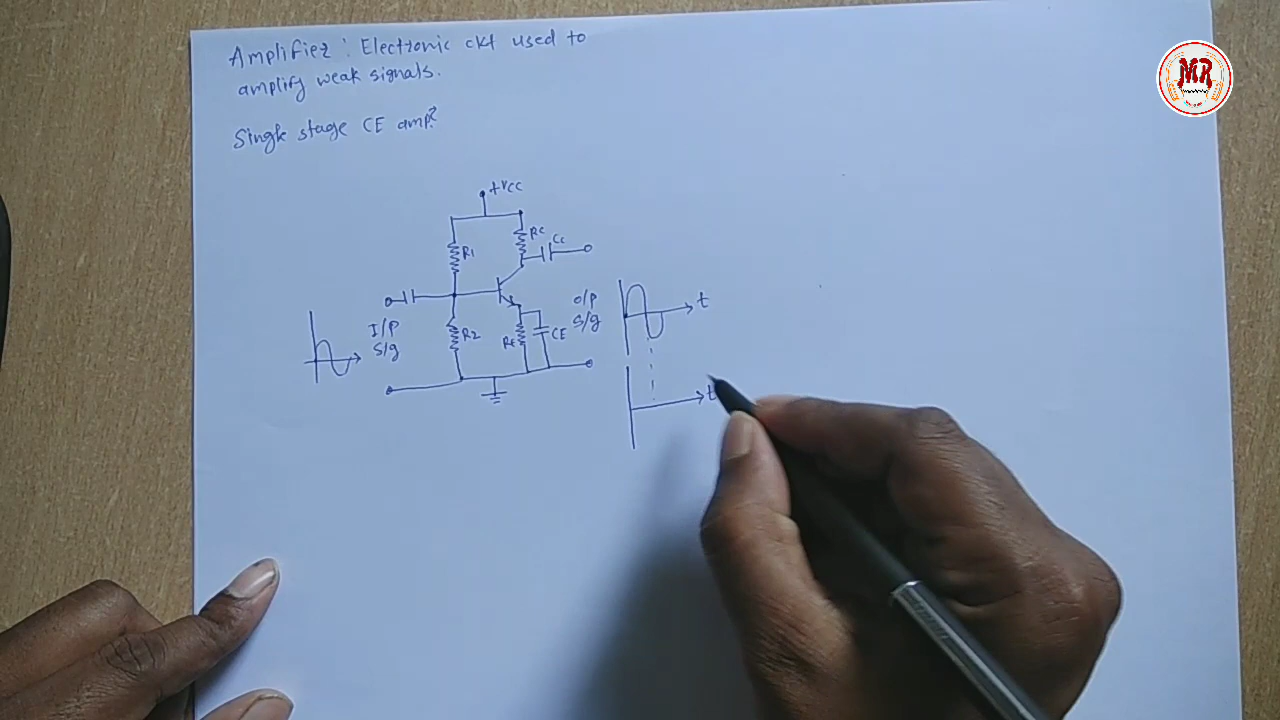 Amplifier : Electronic ckt used to
amplify weak signals.
Single stage CE ampr
+VCC
RC
CC
R1
I/P
S/g
R2
RE
CE
O/P
S/g
t
t
MR